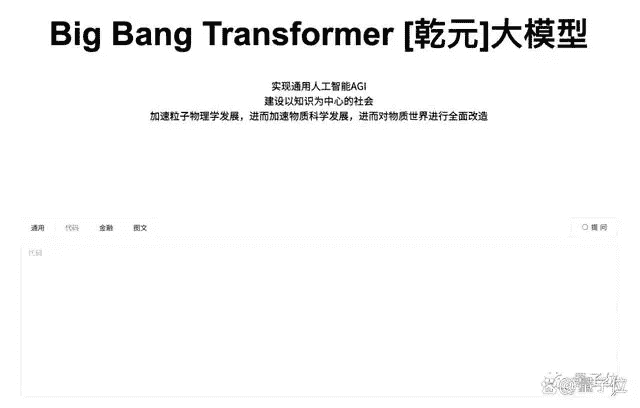 Big Bang Transformer [乾元]大模型
实现通用人工智能AGI
建设以知识为中心的社会
加速粒子物理学发展，进而加速物质科学发展，进而对物质世界进行全面改造
通用 代码 金融 图文 提问
代码
量子位